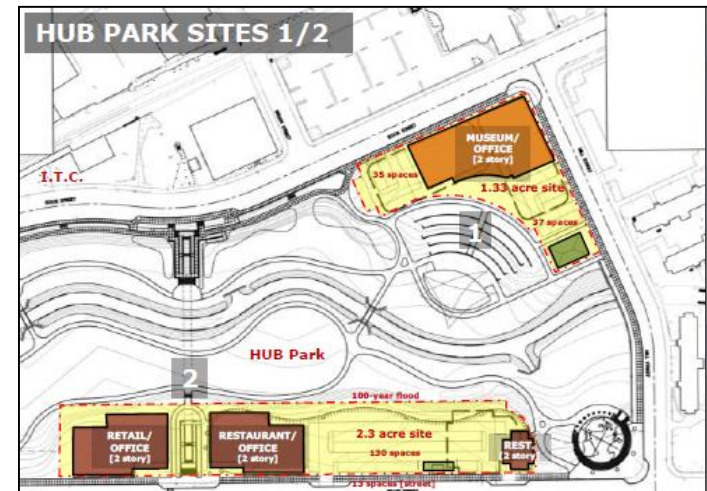 HUB PARK SITES 1/2
MUSEUM/
OFFICE
[2 story]
I.T.C.
35 spaces
1.33 acre site
37 spaces
1
HUB Park
2
100-year flood
RETAIL/
OFFICE
[2 story]
RESTAURANT/
OFFICE
[2 story]
2.3 acre site
130 spaces
REST.
[2 story]
13 spaces [street]